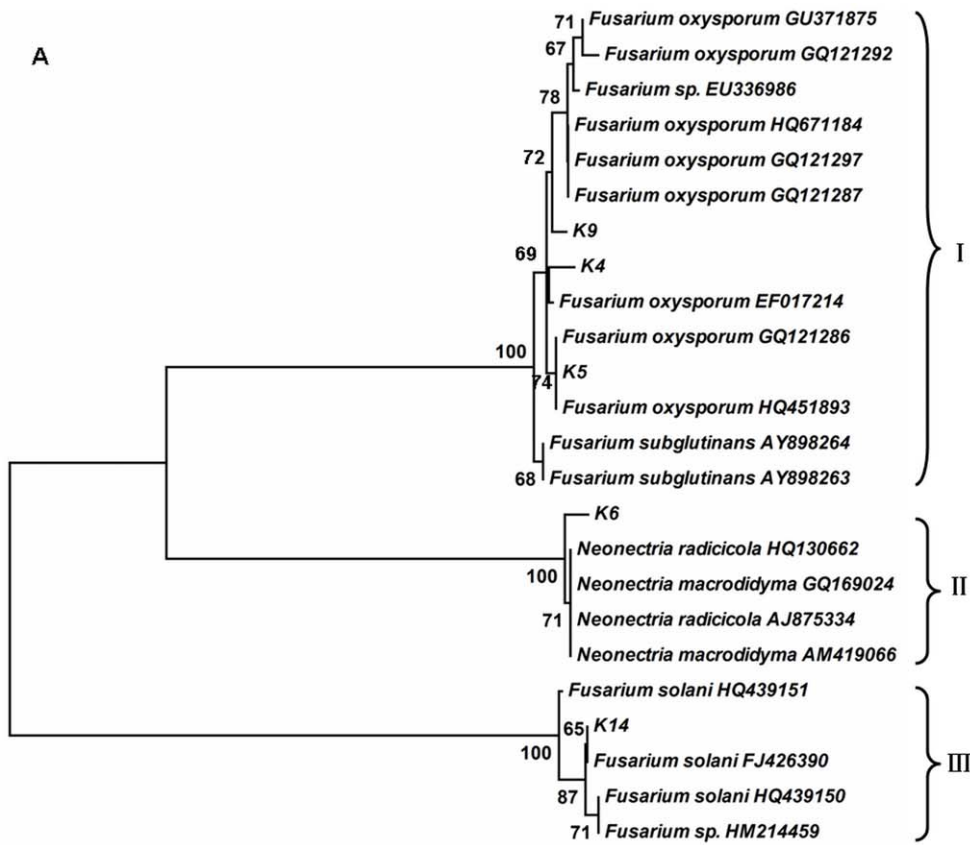 A
71 Fusarium oxysporum GU371875
67 Fusarium oxysporum GQ121292
Fusarium sp. EU336986
78
Fusarium oxysporum HQ671184
72 Fusarium oxysporum GQ121297
Fusarium oxysporum GQ121287
K9
69
K4
I
Fusarium oxysporum EF017214
Fusarium oxysporum GQ121286
100
74 K5
Fusarium oxysporum HQ451893
Fusarium subglutinans AY898264
68 Fusarium subglutinans AY898263
K6
Neonectria radicicola HQ130662
100
Neonectria macrodidyma GQ169024
II
71 Neonectria radicicola AJ875334
Neonectria macrodidyma AM419066
Fusarium solani HQ439151
65 K14
100
Fusarium solani FJ426390
III
87 Fusarium solani HQ439150
71 Fusarium sp. HM214459